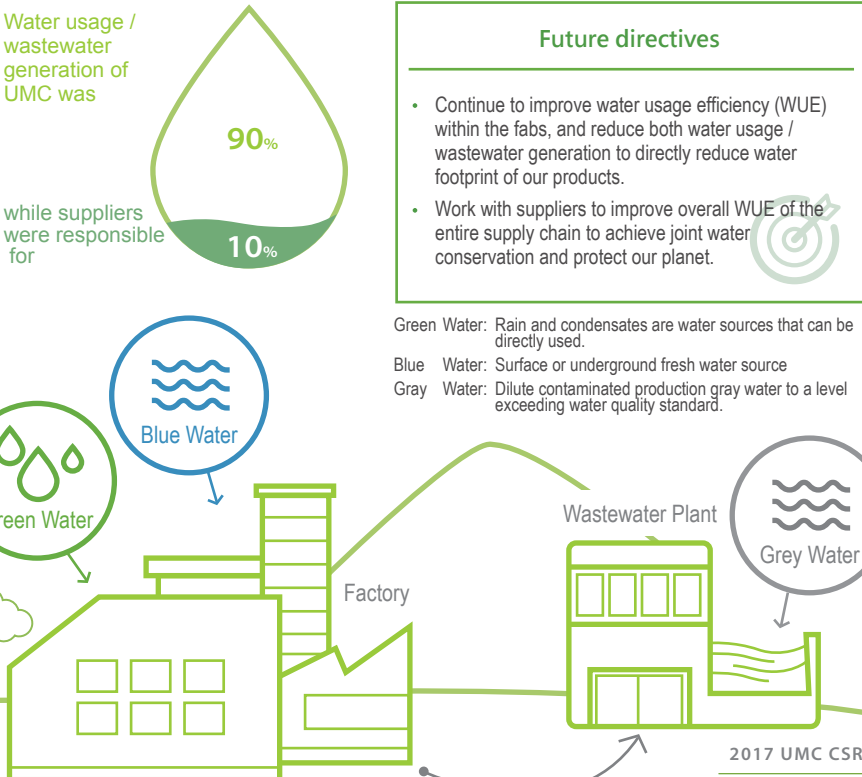 Water usage /
wastewater
generation of
UMC was
90%
while suppliers
were responsible
for
10%
Future directives
• Continue to improve water usage efficiency (WUE)
within the fabs, and reduce both water usage /
wastewater generation to directly reduce water
footprint of our products.
• Work with suppliers to improve overall WUE of the
entire supply chain to achieve joint water
conservation and protect our planet.
Green Water: Rain and condensates are water sources that can be
directly used.
Blue Water: Surface or underground fresh water source
Gray Water: Dilute contaminated production gray water to a level
exceeding water quality standard.
Blue Water
reen Water
Wastewater Plant
Grey Water
Factory
2017 UMC CSR